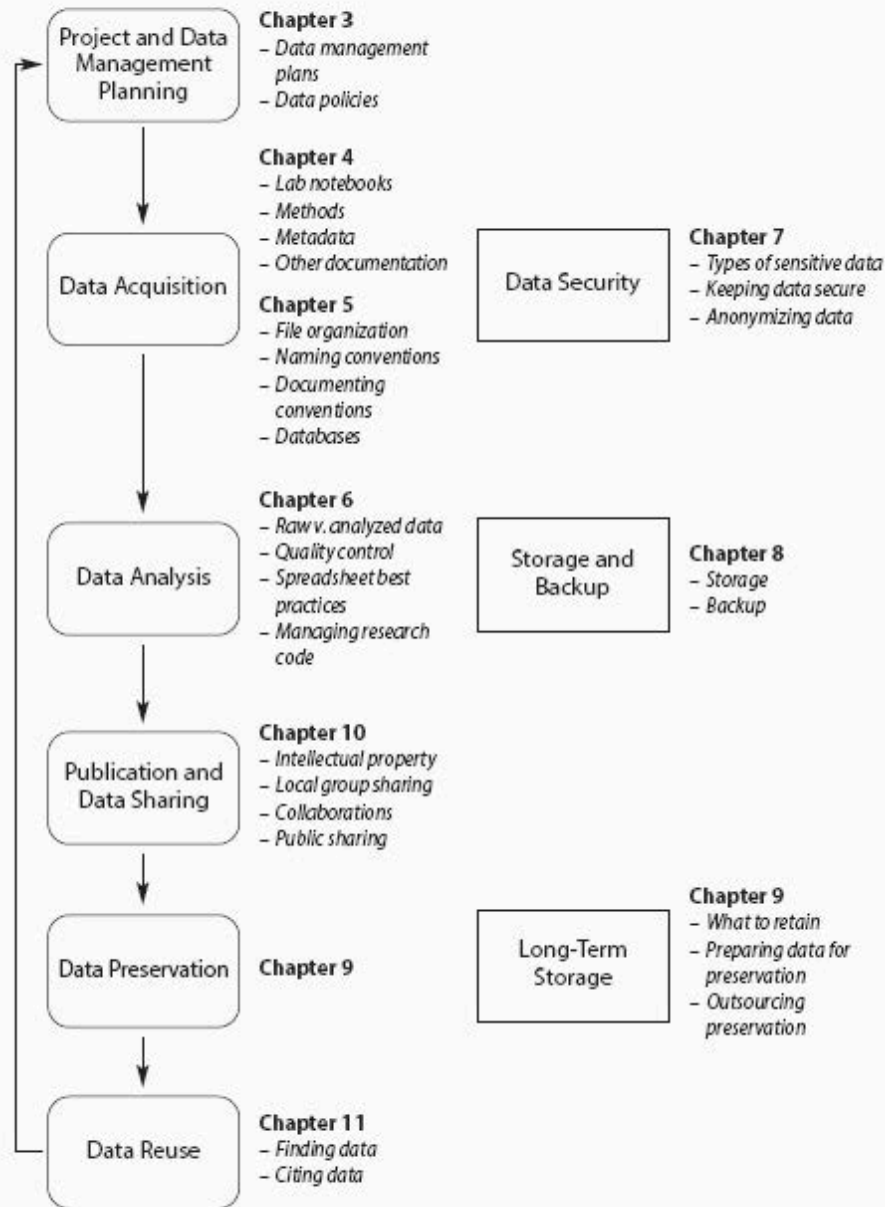 Project and Data
Management
Planning
Chapter 3
– Data management
plans
– Data policies
Chapter 4
– Lab notebooks
– Methods
– Metadata
– Other documentation
Data Acquisition
Chapter 5
– File organization
– Naming conventions
– Documenting
conventions
– Databases
Data Security
Chapter 7
– Types of sensitive data
– Keeping data secure
– Anonymizing data
Data Analysis
Chapter 6
– Raw v. analyzed data
– Quality control
– Spreadsheet best
practices
– Managing research
code
Storage and
Backup
Chapter 8
– Storage
– Backup
Publication and
Data Sharing
Chapter 10
– Intellectual property
– Local group sharing
– Collaborations
– Public sharing
Data Preservation
Chapter 9
Long-Term
Storage
Chapter 9
– What to retain
– Preparing data for
preservation
– Outsourcing
preservation
Data Reuse
Chapter 11
– Finding data
– Citing data